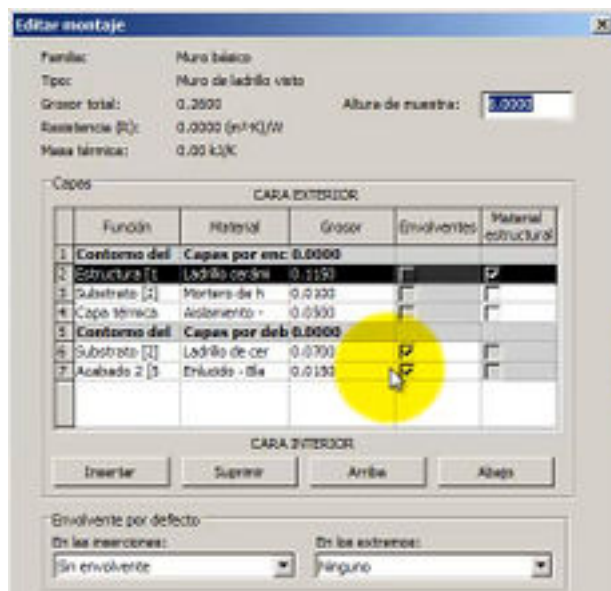 Editar montaje
Familia: Muro básico
Tipo: Muro de ladrillo visto
Grosor total: 0.2600 Altura de muestra: 6.0000
Resistencia (R): 0.0000 (m²·K)/W
Masa térmica: 0.00 kJ/K
Capas
CARA EXTERIOR
Función Material Grosor Envolventes Material estructural
1 Contorno del Capas por enc 0.0000
2 Estructura [1 Ladrillo cerámi 0.1150
3 Substrato [2] Mortero de h 0.0100
4 Capa térmica Aislamiento - 0.0500
5 Contorno del Capas por deb 0.0000
6 Substrato [2] Ladrillo de cer 0.0700
7 Acabado 2 [5 Enlucido - Bla 0.0150
CARA INTERIOR
Insertar Suprimir Arriba Abajo
Envolvente por defecto
En las inserciones: En los extremos:
Sin envolvente Ninguno